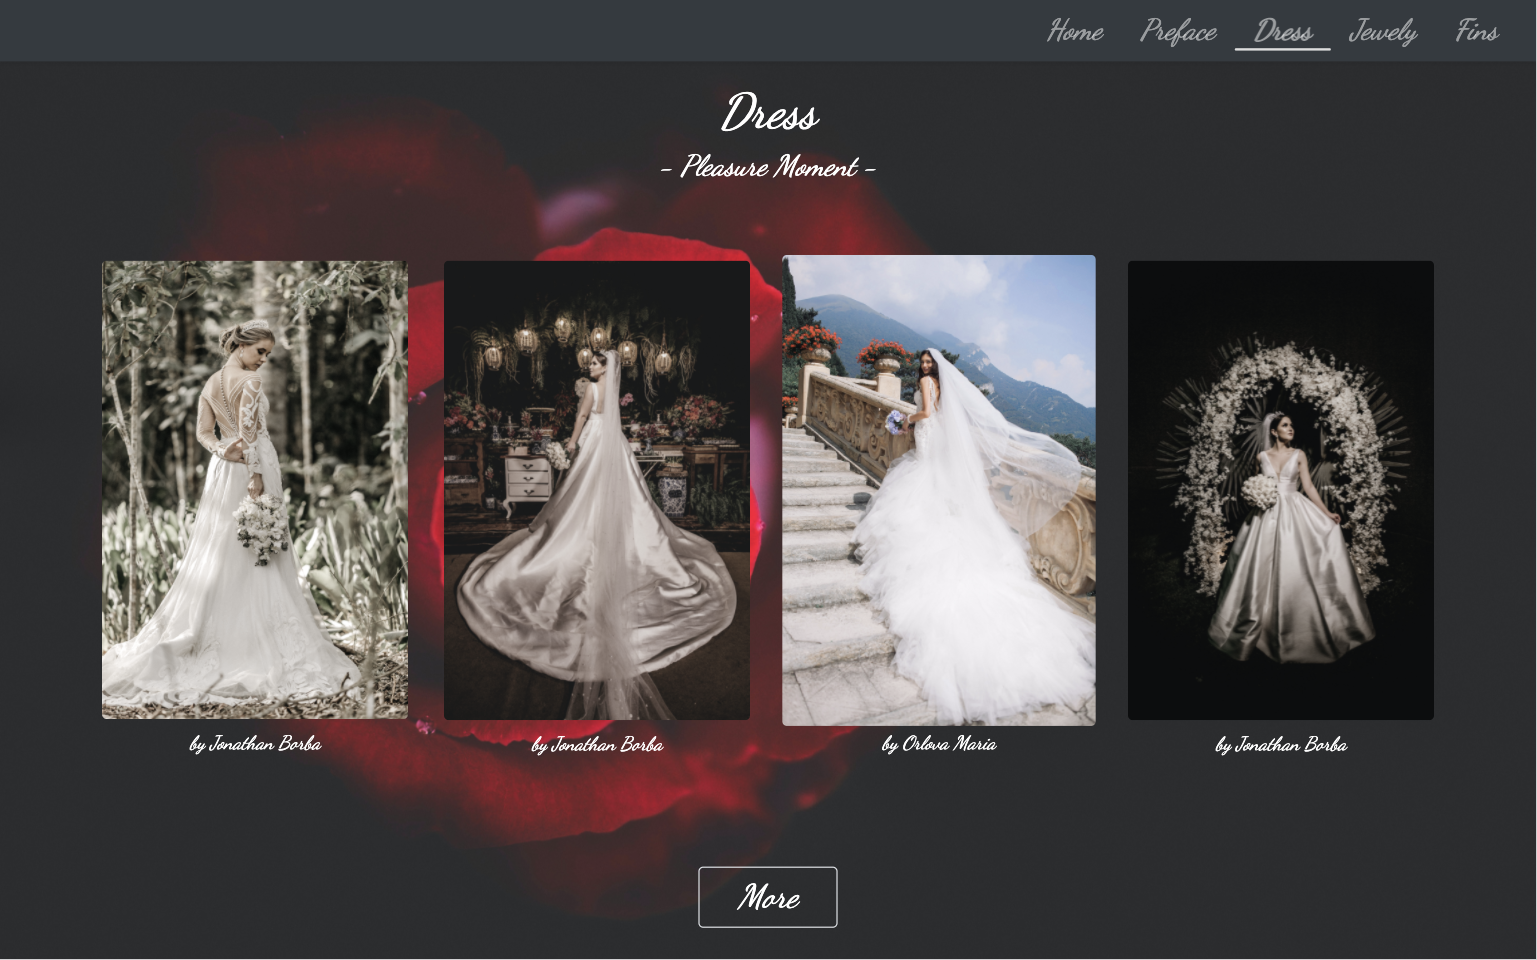 Home Preface Dress Jewely Fins
Dress
- Pleasure Moment -
by Jonathan Borba
by Jonathan Borba
by Orlova Maria
by Jonathan Borba
More